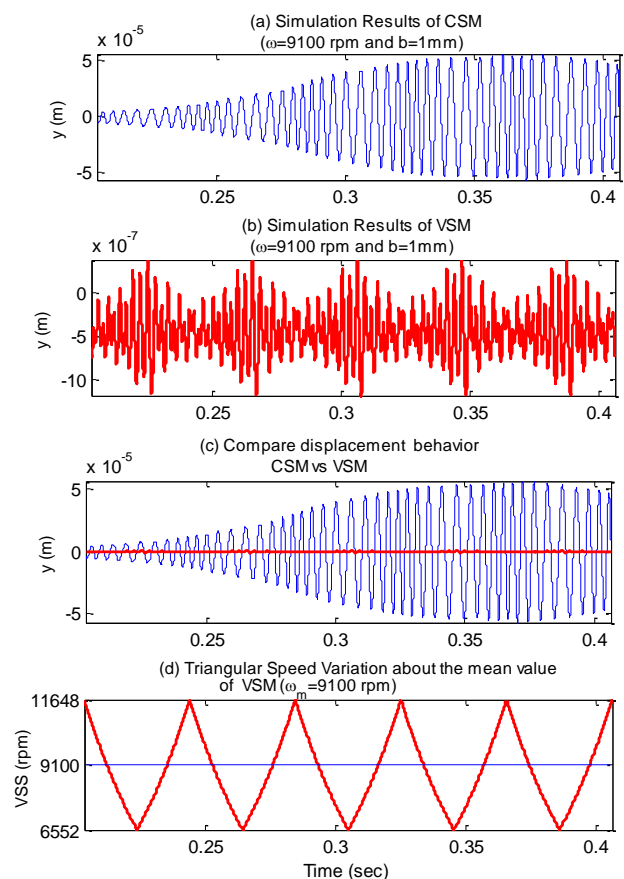 (a) Simulation Results of CSM
(ω=9100 rpm and b=1mm)
x 10⁻⁵
5
0
-5
y (m)
0.25 0.3 0.35 0.4
(b) Simulation Results of VSM
(ω=9100 rpm and b=1mm)
x 10⁻⁷
0
-5
-10
y (m)
0.25 0.3 0.35 0.4
(c) Compare displacement behavior
CSM vs VSM
x 10⁻⁵
5
0
-5
y (m)
0.25 0.3 0.35 0.4
(d) Triangular Speed Variation about the mean value
of VSM (ωm=9100 rpm)
11648
9100
6552
VSS (rpm)
0.25 0.3 0.35 0.4
Time (sec)